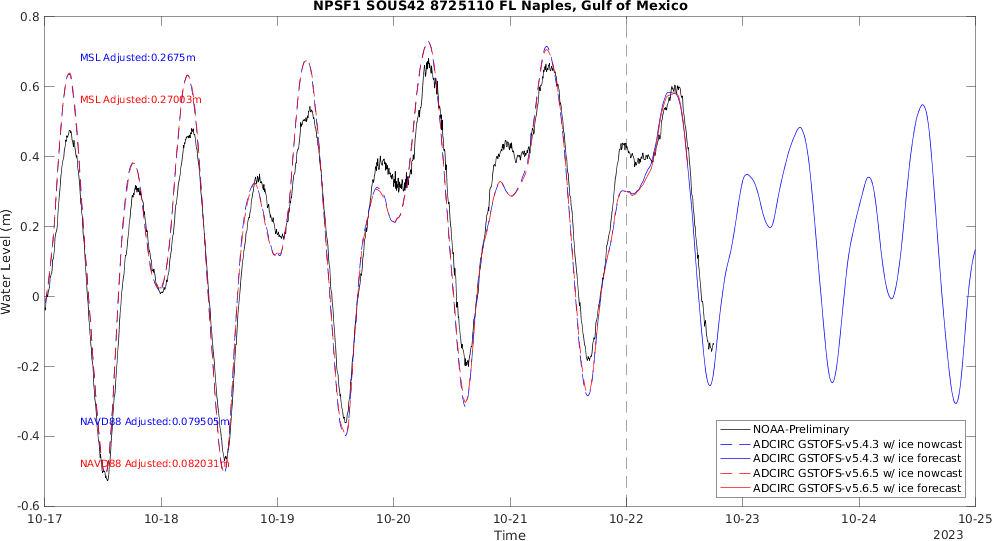 NPSF1 SOUS42 8725110 FL Naples, Gulf of Mexico
0.8
0.6
0.4
0.2
0
-0.2
-0.4
-0.6
Water Level (m)
MSL Adjusted:0.2675m
MSL Adjusted:0.27003m
NAVD88 Adjusted:0.079505m
NAVD88 Adjusted:0.082031m
NOAA-Preliminary
ADCIRC GSTOFS-v5.4.3 w/ ice nowcast
ADCIRC GSTOFS-v5.4.3 w/ ice forecast
ADCIRC GSTOFS-v5.6.5 w/ ice nowcast
ADCIRC GSTOFS-v5.6.5 w/ ice forecast
10-17 10-18 10-19 10-20 10-21 10-22 10-23 10-24 10-25
Time
2023